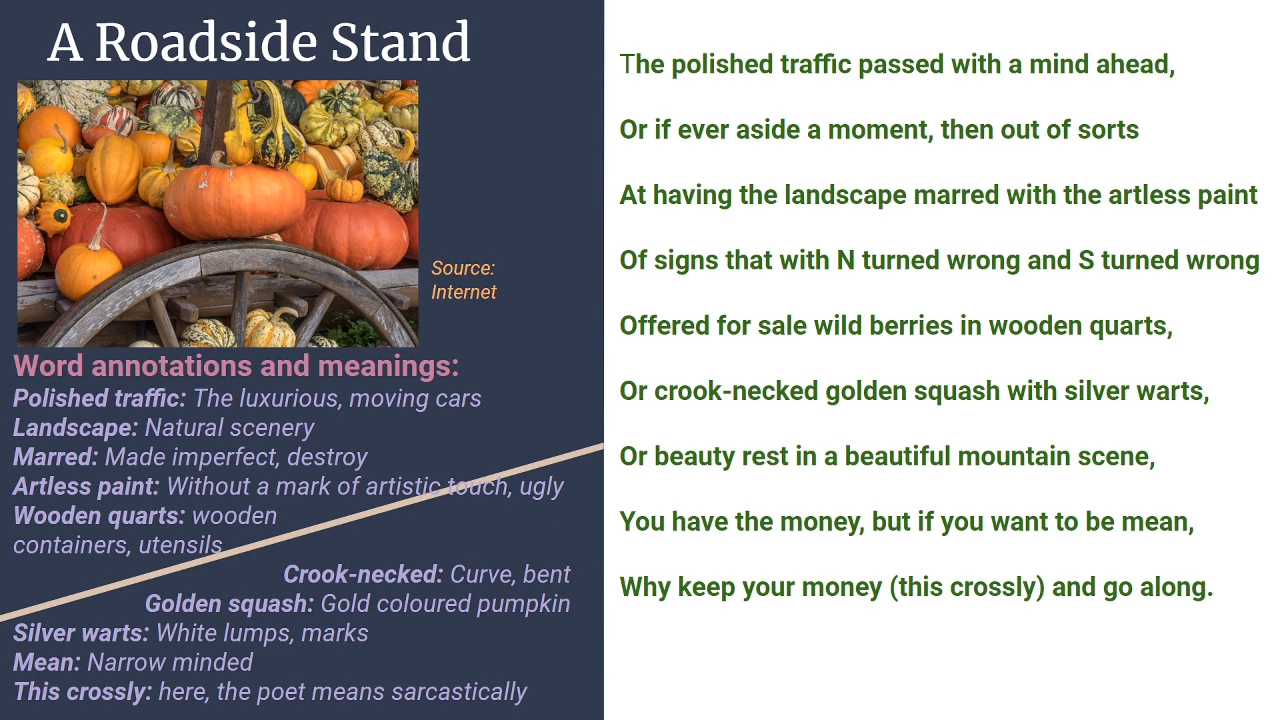 A Roadside Stand
Source:
Internet
Word annotations and meanings:
Polished traffic: The luxurious, moving cars
Landscape: Natural scenery
Marred: Made imperfect, destroy
Artless paint: Without a mark of artistic touch, ugly
Wooden quarts: wooden
containers, utensils
Crook-necked: Curve, bent
Golden squash: Gold coloured pumpkin
Silver warts: White lumps, marks
Mean: Narrow minded
This crossly: here, the poet means sarcastically
The polished traffic passed with a mind ahead,
Or if ever aside a moment, then out of sorts
At having the landscape marred with the artless paint
Of signs that with N turned wrong and S turned wrong
Offered for sale wild berries in wooden quarts,
Or crook-necked golden squash with silver warts,
Or beauty rest in a beautiful mountain scene,
You have the money, but if you want to be mean,
Why keep your money (this crossly) and go along.